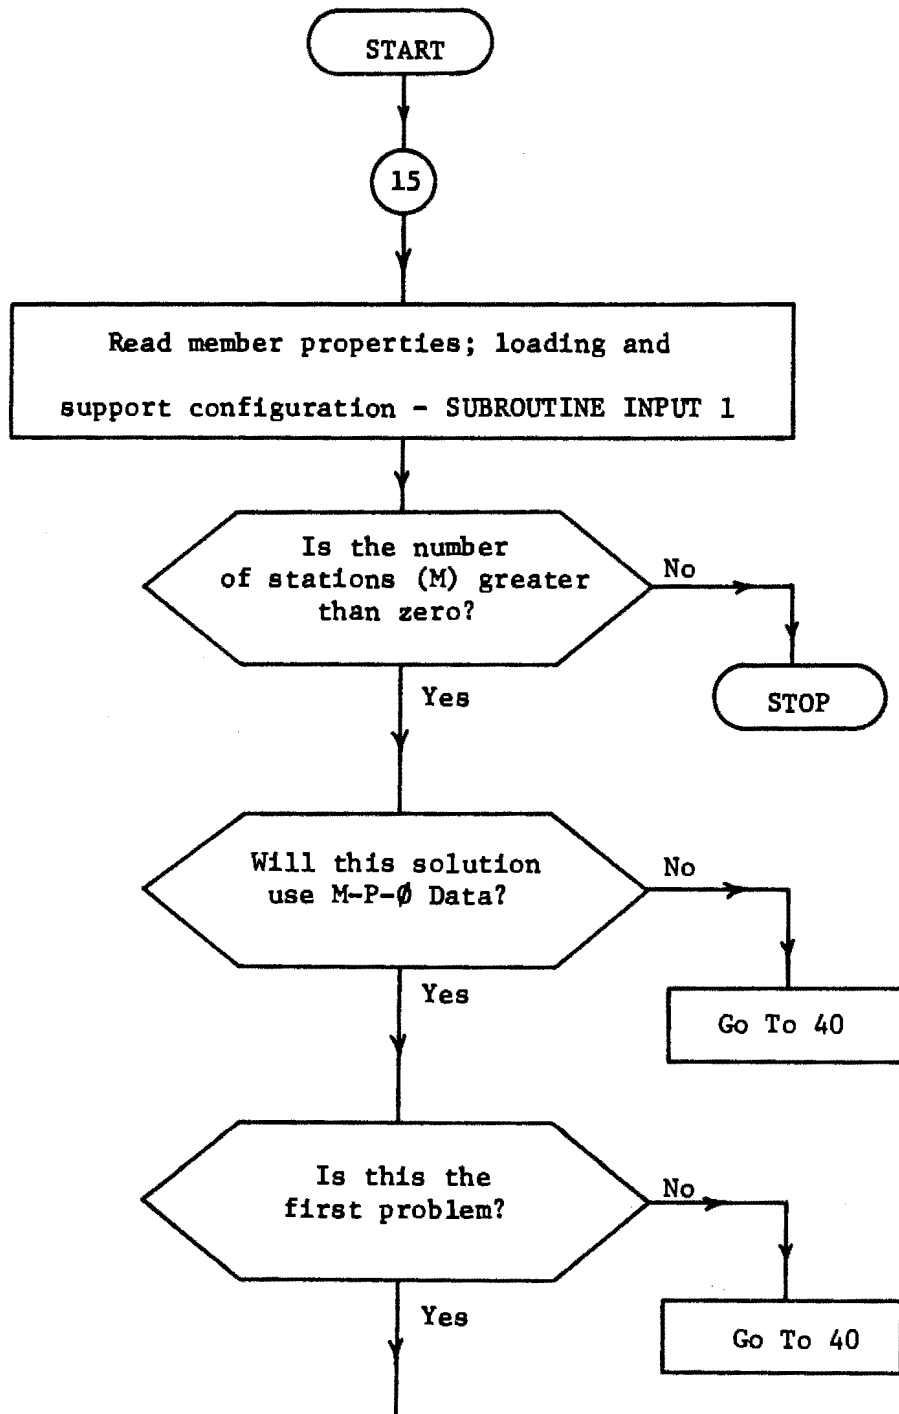 START
15
Read member properties; loading and
support configuration - SUBROUTINE INPUT 1
Is the number
of stations (M) greater
than zero?
No
STOP
Yes
Will this solution
use M-P-Ø Data?
No
Go To 40
Yes
Is this the
first problem?
No
Go To 40
Yes